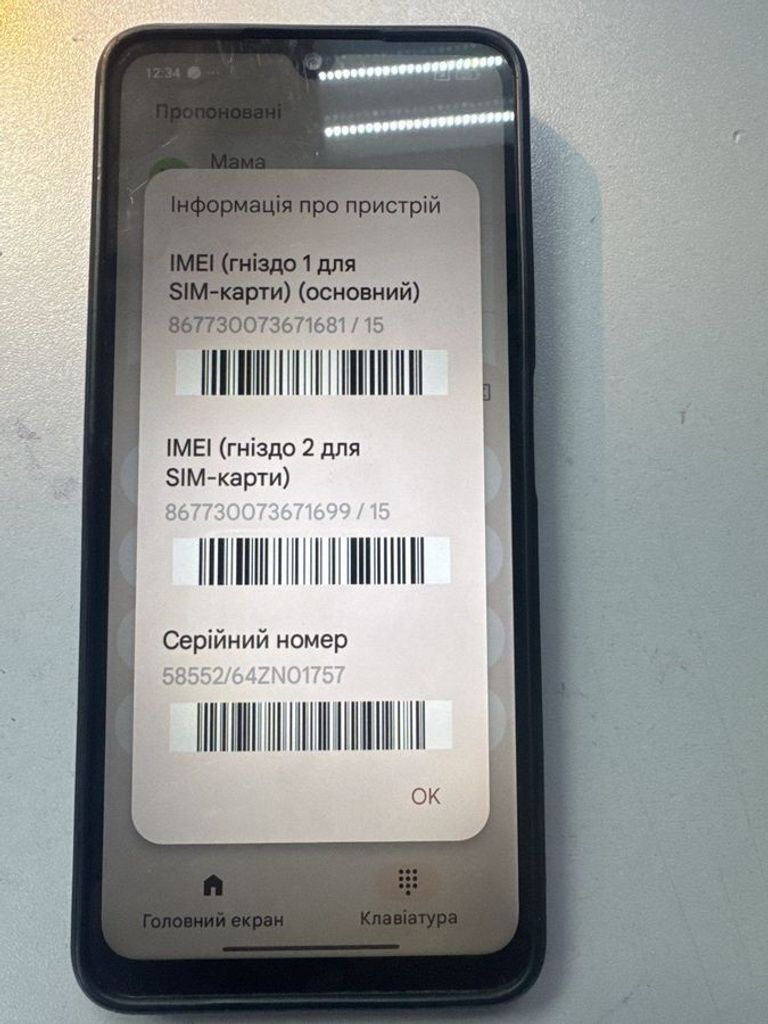 12:34
Пропоновані
Мама
Інформація про пристрій
IMEI (гніздо 1 для
SIM-карти) (основний)
867730073671681 / 15
IMEI (гніздо 2 для
SIM-карти)
867730073671699 / 15
Серійний номер
58552/64ZN01757
OK
Головний екран
Клавіатура